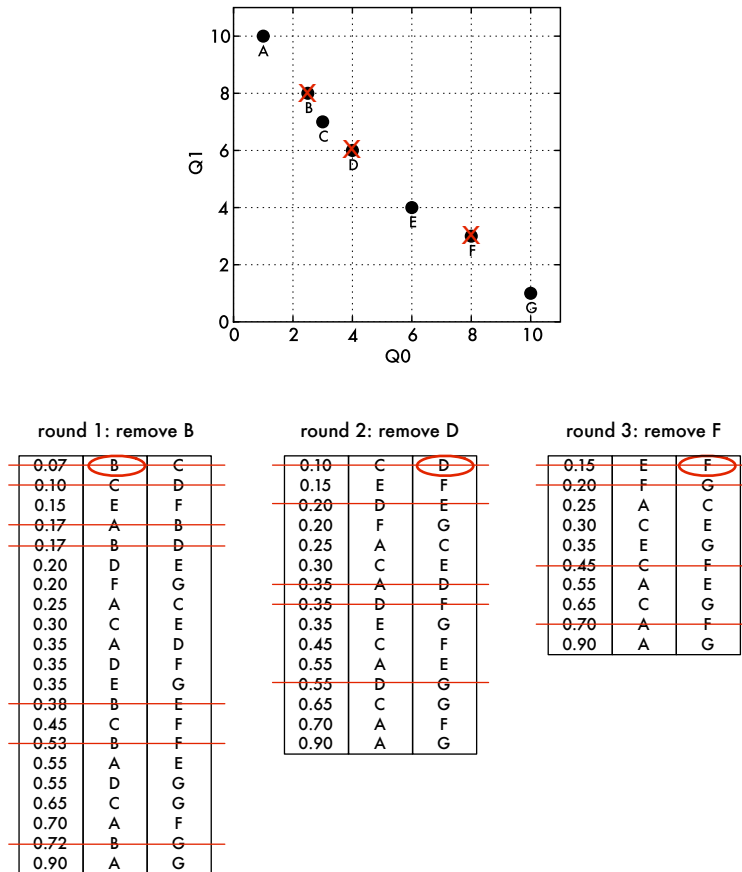 10
A
8
B
7
C
6
D
Q1
4
E
F
2
G
0
0 2 4 6 8 10
Q0
round 1: remove B
0.07 B C
0.10 C D
0.15 E F
0.17 A B
0.17 B D
0.20 D E
0.20 F G
0.25 A C
0.30 C E
0.35 A D
0.35 D F
0.35 E G
0.38 B E
0.45 C F
0.53 B F
0.55 A E
0.55 D G
0.65 C G
0.70 A F
0.72 B G
0.90 A G
round 2: remove D
0.10 C D
0.15 E F
0.20 D E
0.20 F G
0.25 A C
0.30 C E
0.35 A D
0.35 D F
0.35 E G
0.45 C F
0.55 A E
0.55 D G
0.65 C G
0.70 A F
0.90 A G
round 3: remove F
0.15 E F
0.20 F G
0.25 A C
0.30 C E
0.35 E G
0.45 C F
0.55 A E
0.65 C G
0.70 A F
0.90 A G